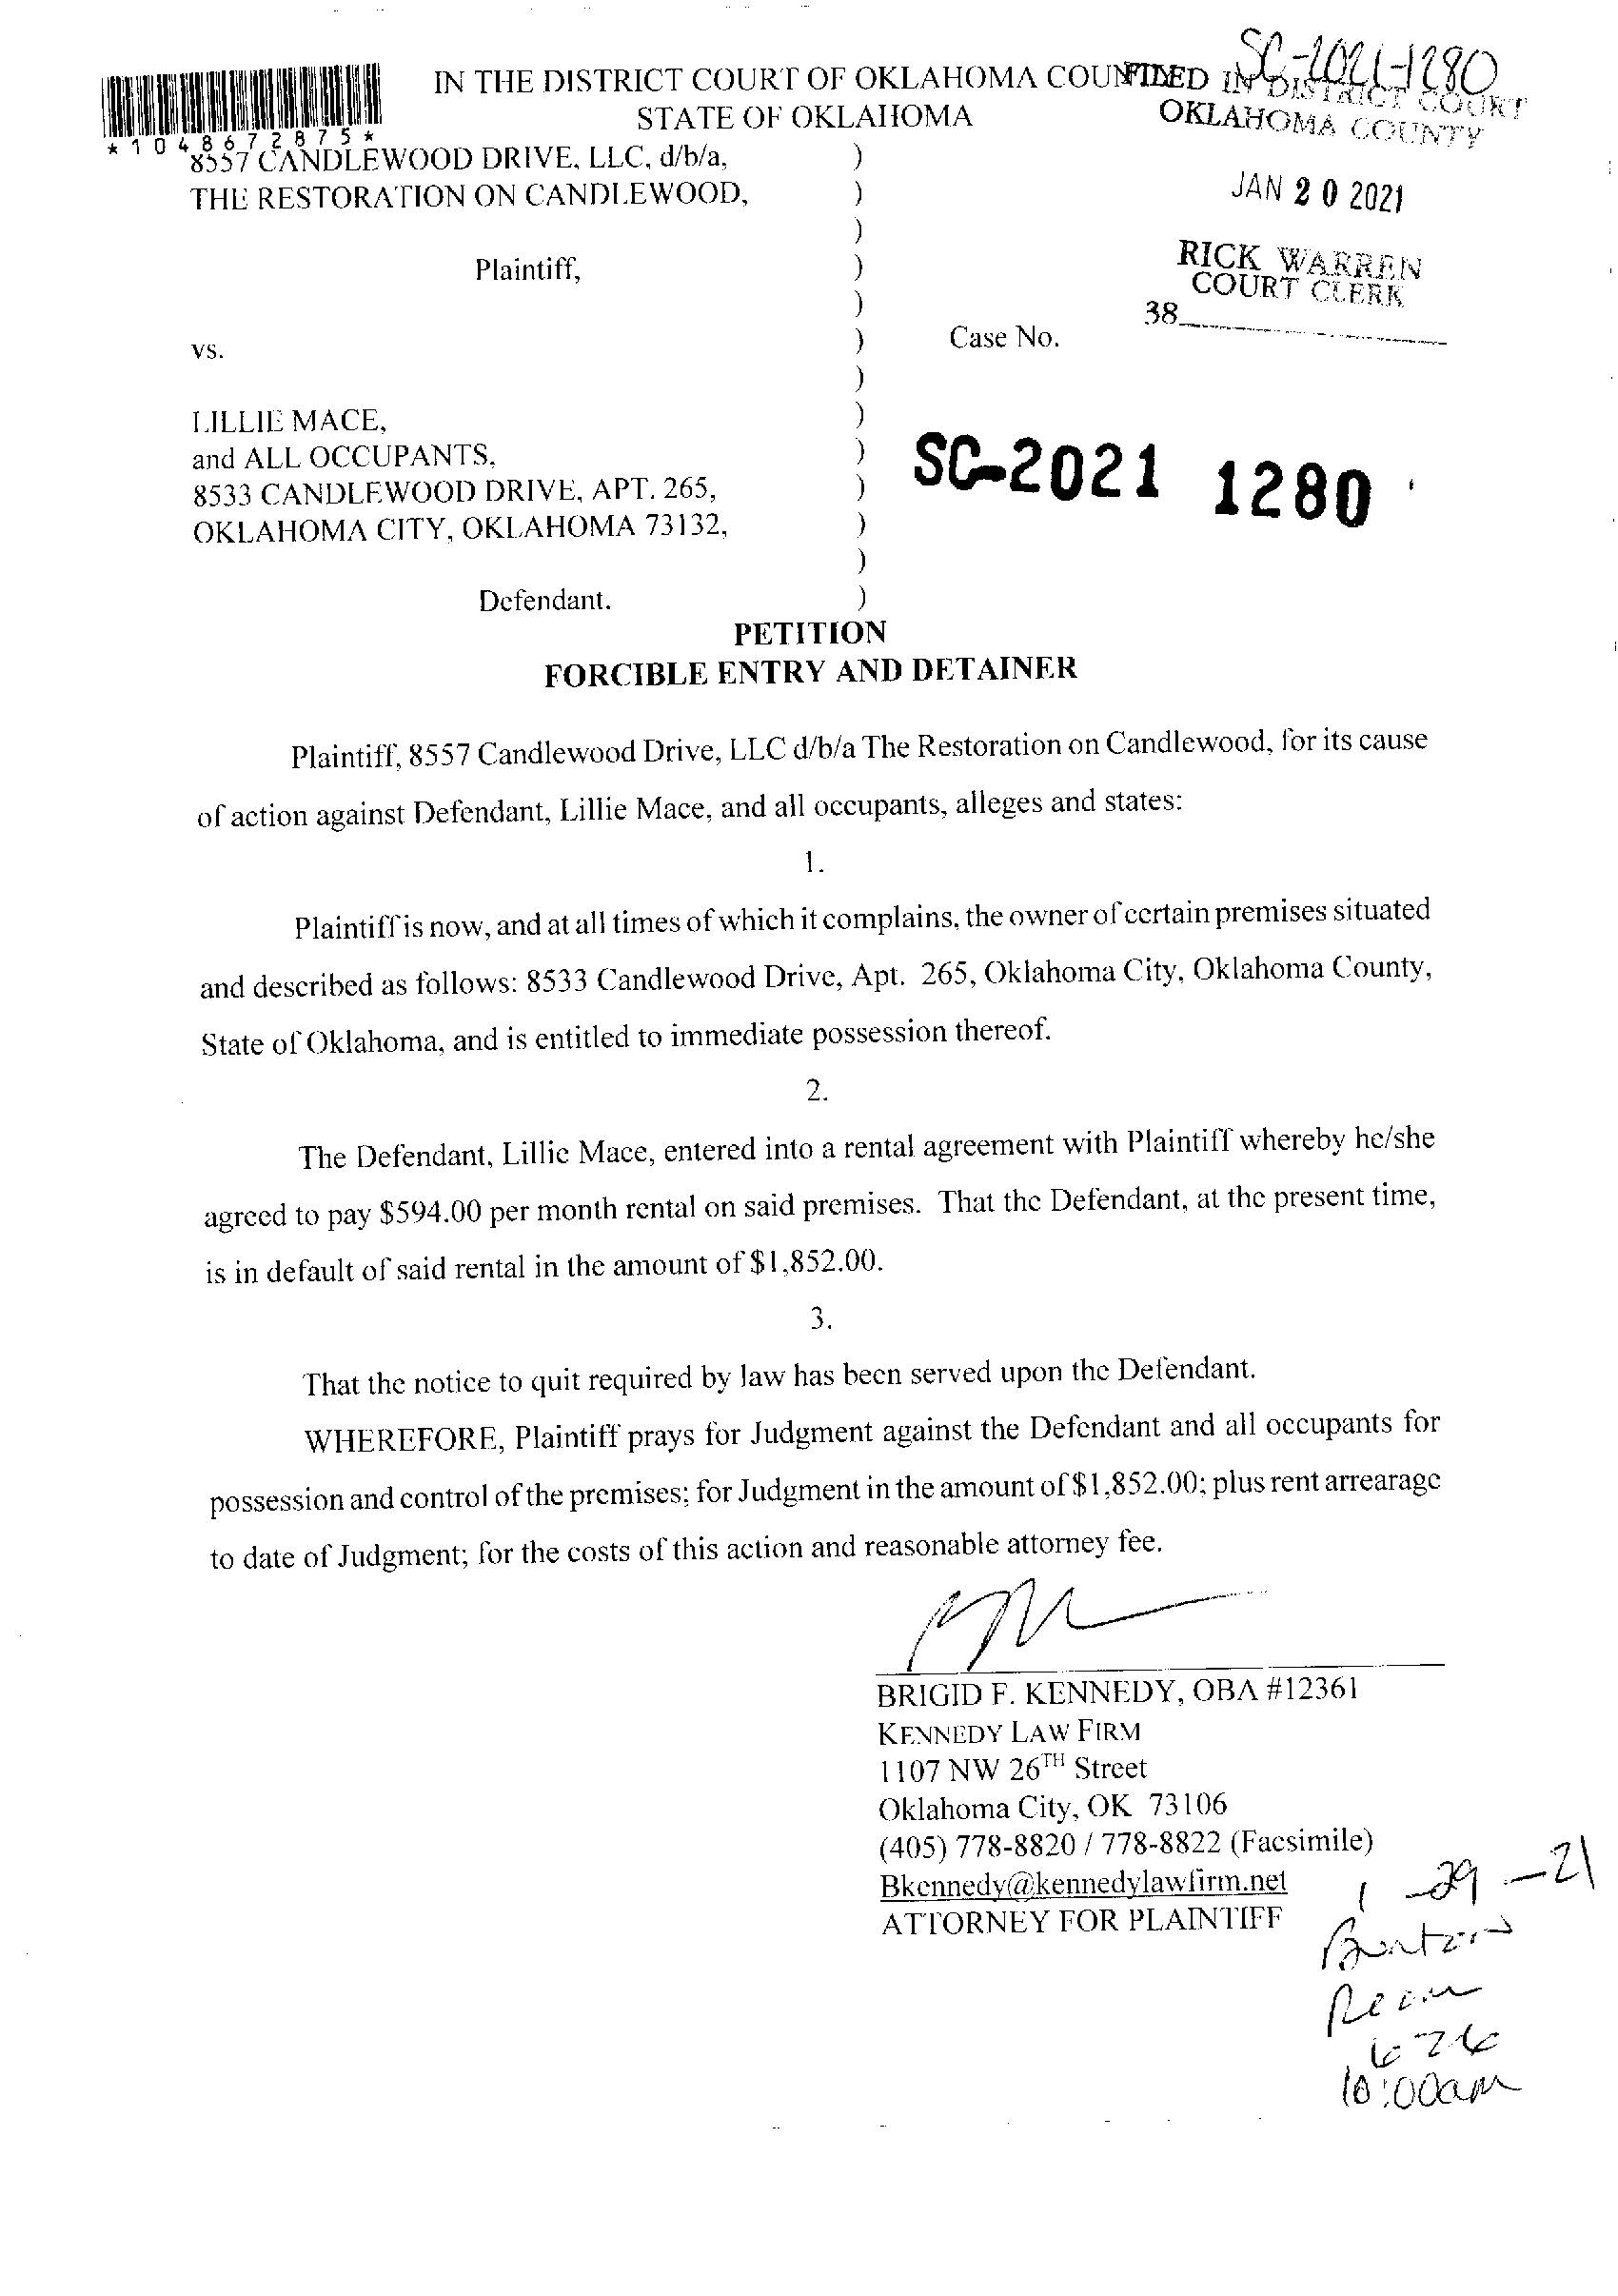 SC-2021-1280
IN THE DISTRICT COURT OF OKLAHOMA COUN
FILED IN DISTRICT COURT
STATE OF OKLAHOMA
OKLAHOMA COUNTY
*1048672875*
8557 CANDLEWOOD DRIVE, LLC, d/b/a, )
THE RESTORATION ON CANDLEWOOD, )
JAN 20 2021
)
Plaintiff, )
RICK WARREN
COURT CLERK
)
38
vs. ) Case No.
)
LILLIE MACE, )
and ALL OCCUPANTS, )
SC-2021 1280
8533 CANDLEWOOD DRIVE, APT. 265, )
OKLAHOMA CITY, OKLAHOMA 73132, )
)
Defendant. )
PETITION
FORCIBLE ENTRY AND DETAINER
Plaintiff, 8557 Candlewood Drive, LLC d/b/a The Restoration on Candlewood, for its cause
of action against Defendant, Lillie Mace, and all occupants, alleges and states:
1.
Plaintiff is now, and at all times of which it complains, the owner of certain premises situated
and described as follows: 8533 Candlewood Drive, Apt. 265, Oklahoma City, Oklahoma County,
State of Oklahoma, and is entitled to immediate possession thereof.
2.
The Defendant, Lillie Mace, entered into a rental agreement with Plaintiff whereby he/she
agreed to pay $594.00 per month rental on said premises. That the Defendant, at the present time,
is in default of said rental in the amount of $1,852.00.
3.
That the notice to quit required by law has been served upon the Defendant.
WHEREFORE, Plaintiff prays for Judgment against the Defendant and all occupants for
possession and control of the premises; for Judgment in the amount of $1,852.00; plus rent arrearage
to date of Judgment; for the costs of this action and reasonable attorney fee.
BRIGID F. KENNEDY, OBA #12361
KENNEDY LAW FIRM
1107 NW 26TH Street
Oklahoma City, OK 73106
(405) 778-8820 / 778-8822 (Facsimile)
Bkennedy@kennedylawfirm.net
ATTORNEY FOR PLAINTIFF
1-29-21
Room
626
10:00am